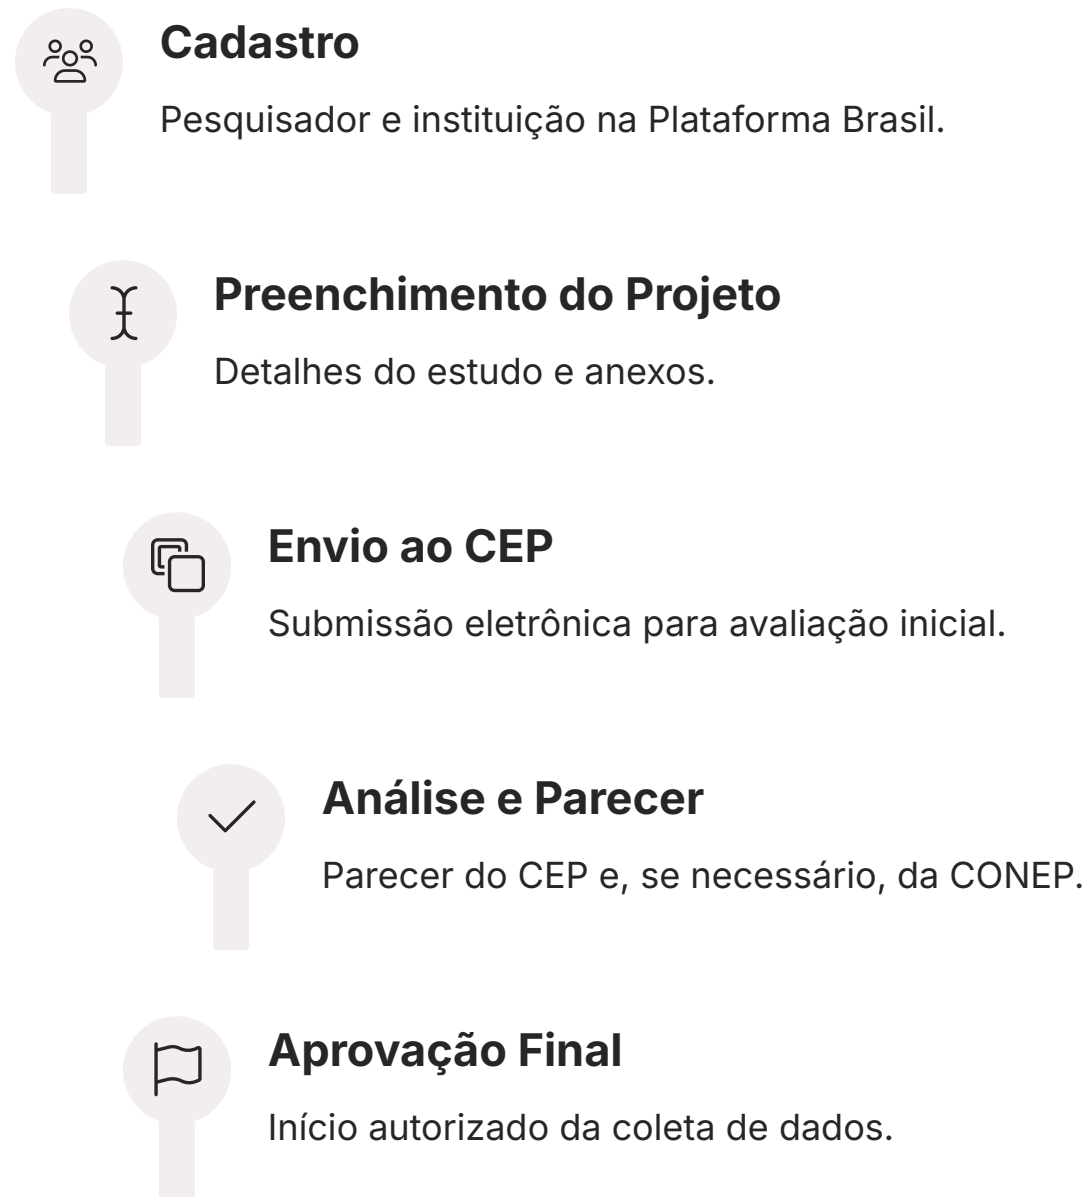 Cadastro
Pesquisador e instituição na Plataforma Brasil.
Preenchimento do Projeto
Detalhes do estudo e anexos.
Envio ao CEP
Submissão eletrônica para avaliação inicial.
Análise e Parecer
Parecer do CEP e, se necessário, da CONEP.
Aprovação Final
Início autorizado da coleta de dados.